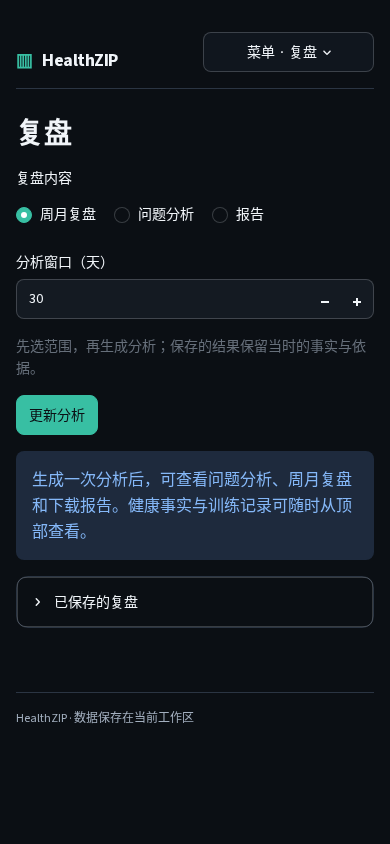 HealthZIP
菜单 · 复盘
复盘
复盘内容
周月复盘 问题分析 报告
分析窗口（天）
30
先选范围，再生成分析；保存的结果保留当时的事实与依
据。
更新分析
生成一次分析后，可查看问题分析、周月复盘
和下载报告。健康事实与训练记录可随时从顶
部查看。
已保存的复盘
HealthZIP · 数据保存在当前工作区